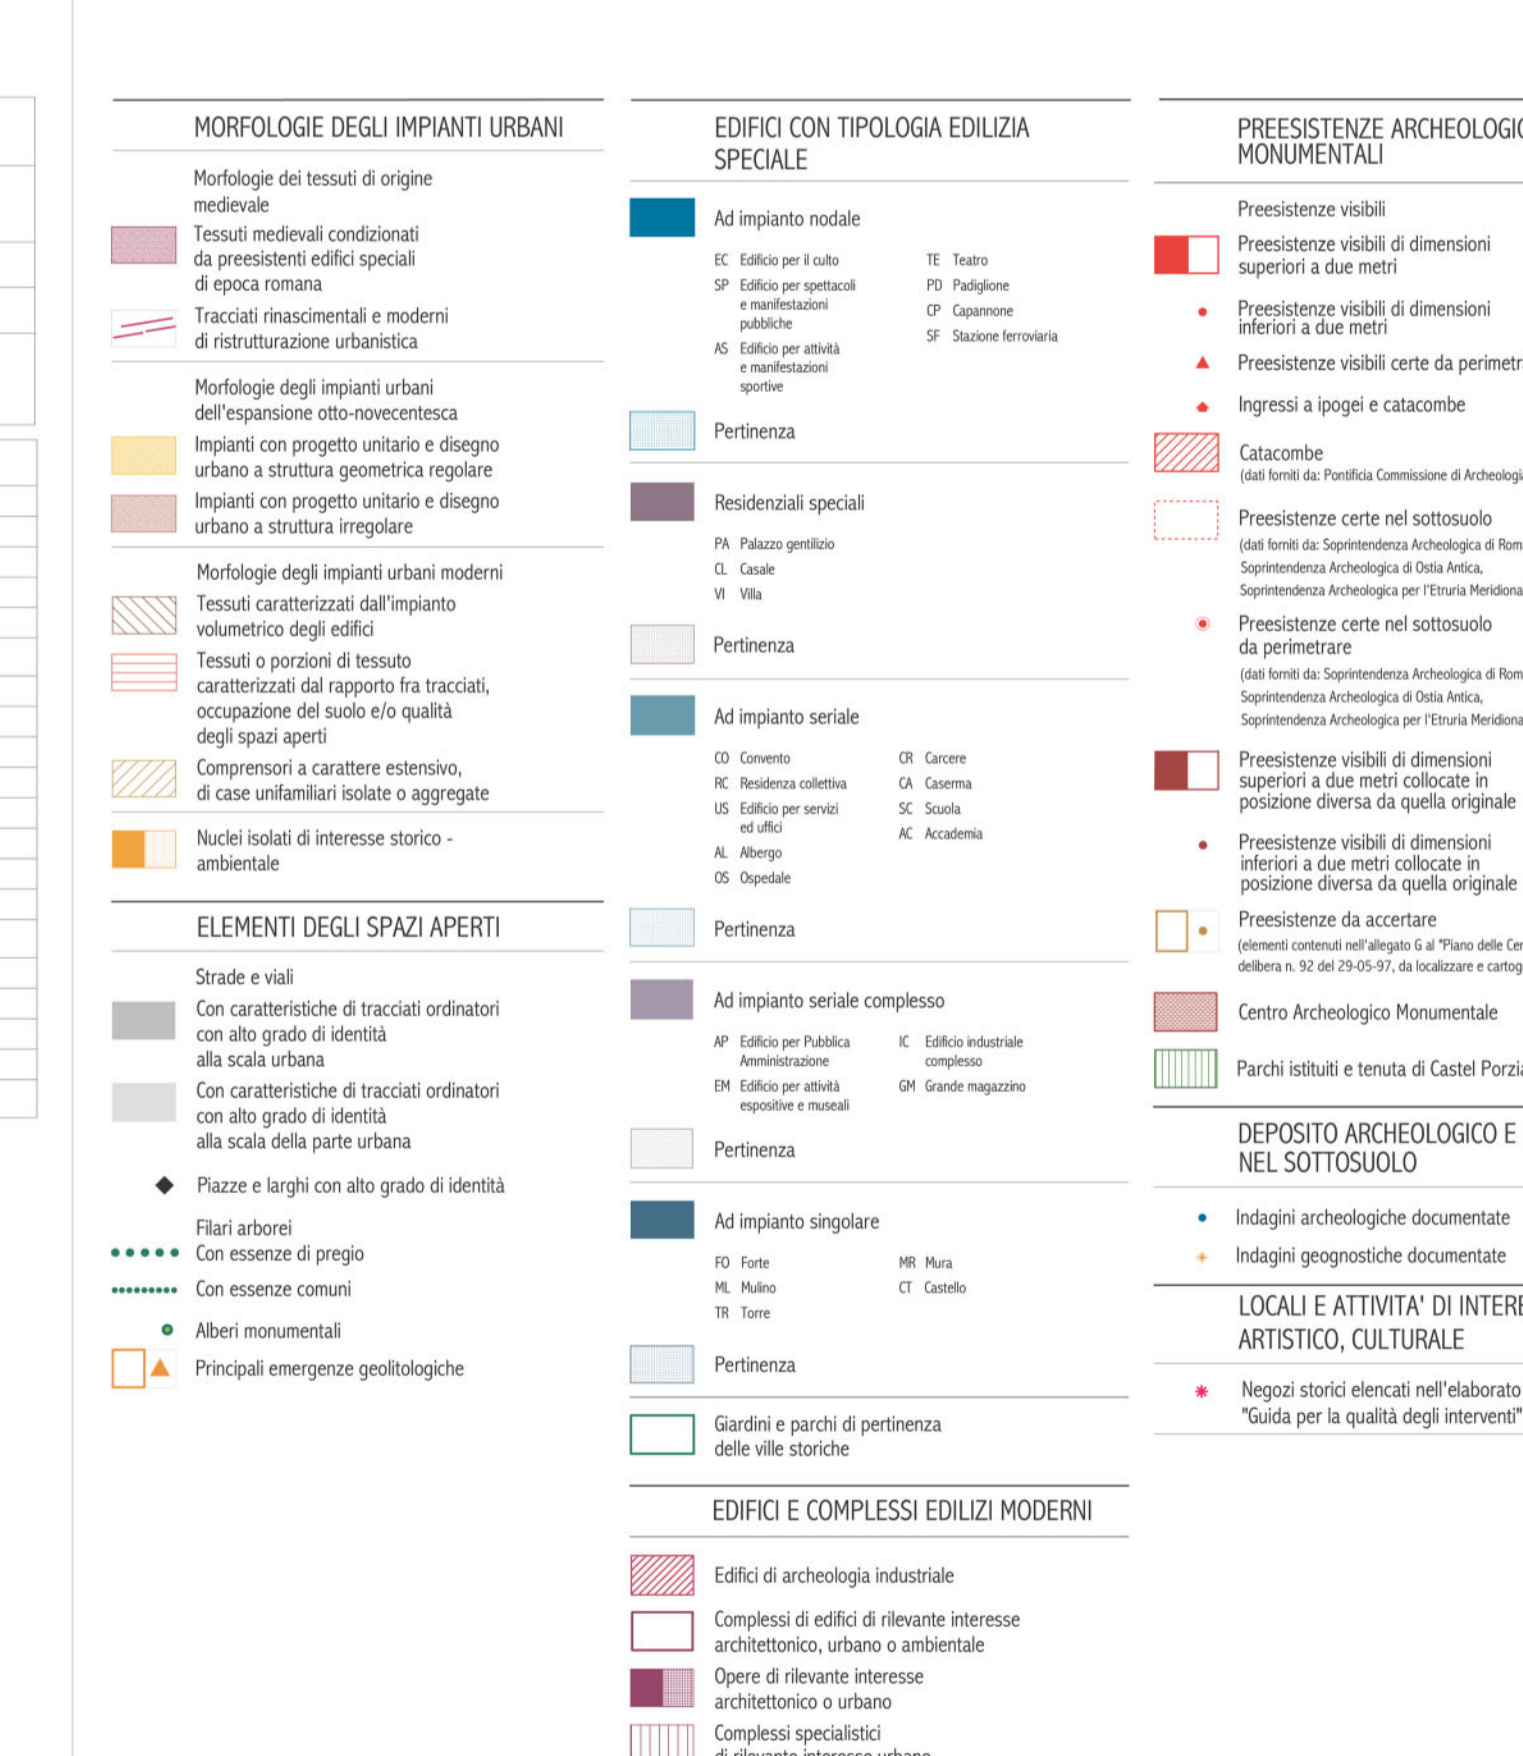 MORFOLOGIE DEGLI IMPIANTI URBANI
Morfologie dei tessuti di origine
medievale
Tessuti medievali condizionati
da preesistenti edifici speciali
di epoca romana
Tracciati rinascimentali e moderni
di ristrutturazione urbanistica
Morfologie degli impianti urbani
dell'espansione otto-novecentesca
Impianti con progetto unitario e disegno
urbano a struttura geometrica regolare
Impianti con progetto unitario e disegno
urbano a struttura irregolare
Morfologie degli impianti urbani moderni
Tessuti caratterizzati dall'impianto
volumetrico degli edifici
Tessuti o porzioni di tessuto
caratterizzati dal rapporto fra tracciati,
occupazione del suolo e/o qualità
degli spazi aperti
Comprensori a carattere estensivo,
di case unifamiliari isolate o aggregate
Nuclei isolati di interesse storico -
ambientale
ELEMENTI DEGLI SPAZI APERTI
Strade e viali
Con caratteristiche di tracciati ordinatori
con alto grado di identità
alla scala urbana
Con caratteristiche di tracciati ordinatori
con alto grado di identità
alla scala della parte urbana
Piazze e larghi con alto grado di identità
Filari arborei
Con essenze di pregio
Con essenze comuni
Alberi monumentali
Principali emergenze geolitologiche
EDIFICI CON TIPOLOGIA EDILIZIA
SPECIALE
Ad impianto nodale
EC Edificio per il culto
SP Edificio per spettacoli
e manifestazioni
pubbliche
AS Edificio per attività
e manifestazioni
sportive
TE Teatro
PD Padiglione
CP Capannone
SF Stazione ferroviaria
Pertinenza
Residenziali speciali
PA Palazzo gentilizio
CL Casale
VI Villa
Pertinenza
Ad impianto seriale
CO Convento
RC Residenza collettiva
US Edificio per servizi
ed uffici
AL Albergo
OS Ospedale
CR Carcere
CA Caserma
SC Scuola
AC Accademia
Pertinenza
Ad impianto seriale complesso
AP Edificio per Pubblica
Amministrazione
EM Edificio per attività
espositive e museali
IC Edificio industriale
complesso
GM Grande magazzino
Pertinenza
Ad impianto singolare
FO Forte
ML Mulino
TR Torre
MR Mura
CT Castello
Pertinenza
Giardini e parchi di pertinenza
delle ville storiche
EDIFICI E COMPLESSI EDILIZI MODERNI
Edifici di archeologia industriale
Complessi di edifici di rilevante interesse
architettonico, urbano o ambientale
Opere di rilevante interesse
architettonico o urbano
Complessi specialistici
di rilevante interesse urbano
PREESISTENZE
MONUMENTALI
Preesistenze visibili
Preesistenze visibili di dimensioni
superiori a due metri
Preesistenze visibili di dimensioni
inferiori a due metri
Preesistenze visibili certe da
Ingressi a ipogei e catacombe
Catacombe
(dati forniti da: Pontificia Commissione di
Preesistenze certe nel sottosuolo
(dati forniti da: Soprintendenza Archeologica di
Soprintendenza Archeologica di Ostia Antica,
Soprintendenza Archeologica per l'Etruria
Preesistenze certe nel sottosuolo
da perimetrare
(dati forniti da: Soprintendenza Archeologica di
Soprintendenza Archeologica di Ostia Antica,
Soprintendenza Archeologica per l'Etruria
Preesistenze visibili di dimensioni
superiori a due metri collocate in
posizione diversa da quella originale
Preesistenze visibili di dimensioni
inferiori a due metri collocate in
posizione diversa da quella originale
Preesistenze da accertare
(elementi contenuti nell'allegato G al "Piano delle
delibera n. 92 del 29-05-97, da localizzare e
Centro Archeologico Monumentale
Parchi istituiti e tenuta di Castel
DEPOSITO ARCHEOLOGICO E
NEL SOTTOSUOLO
Indagini archeologiche documentate
Indagini geognostiche documentate
LOCALI E ATTIVITA' DI
ARTISTICO, CULTURALE
Negozi storici elencati nell'elaborato
"Guida per la qualità degli interventi"